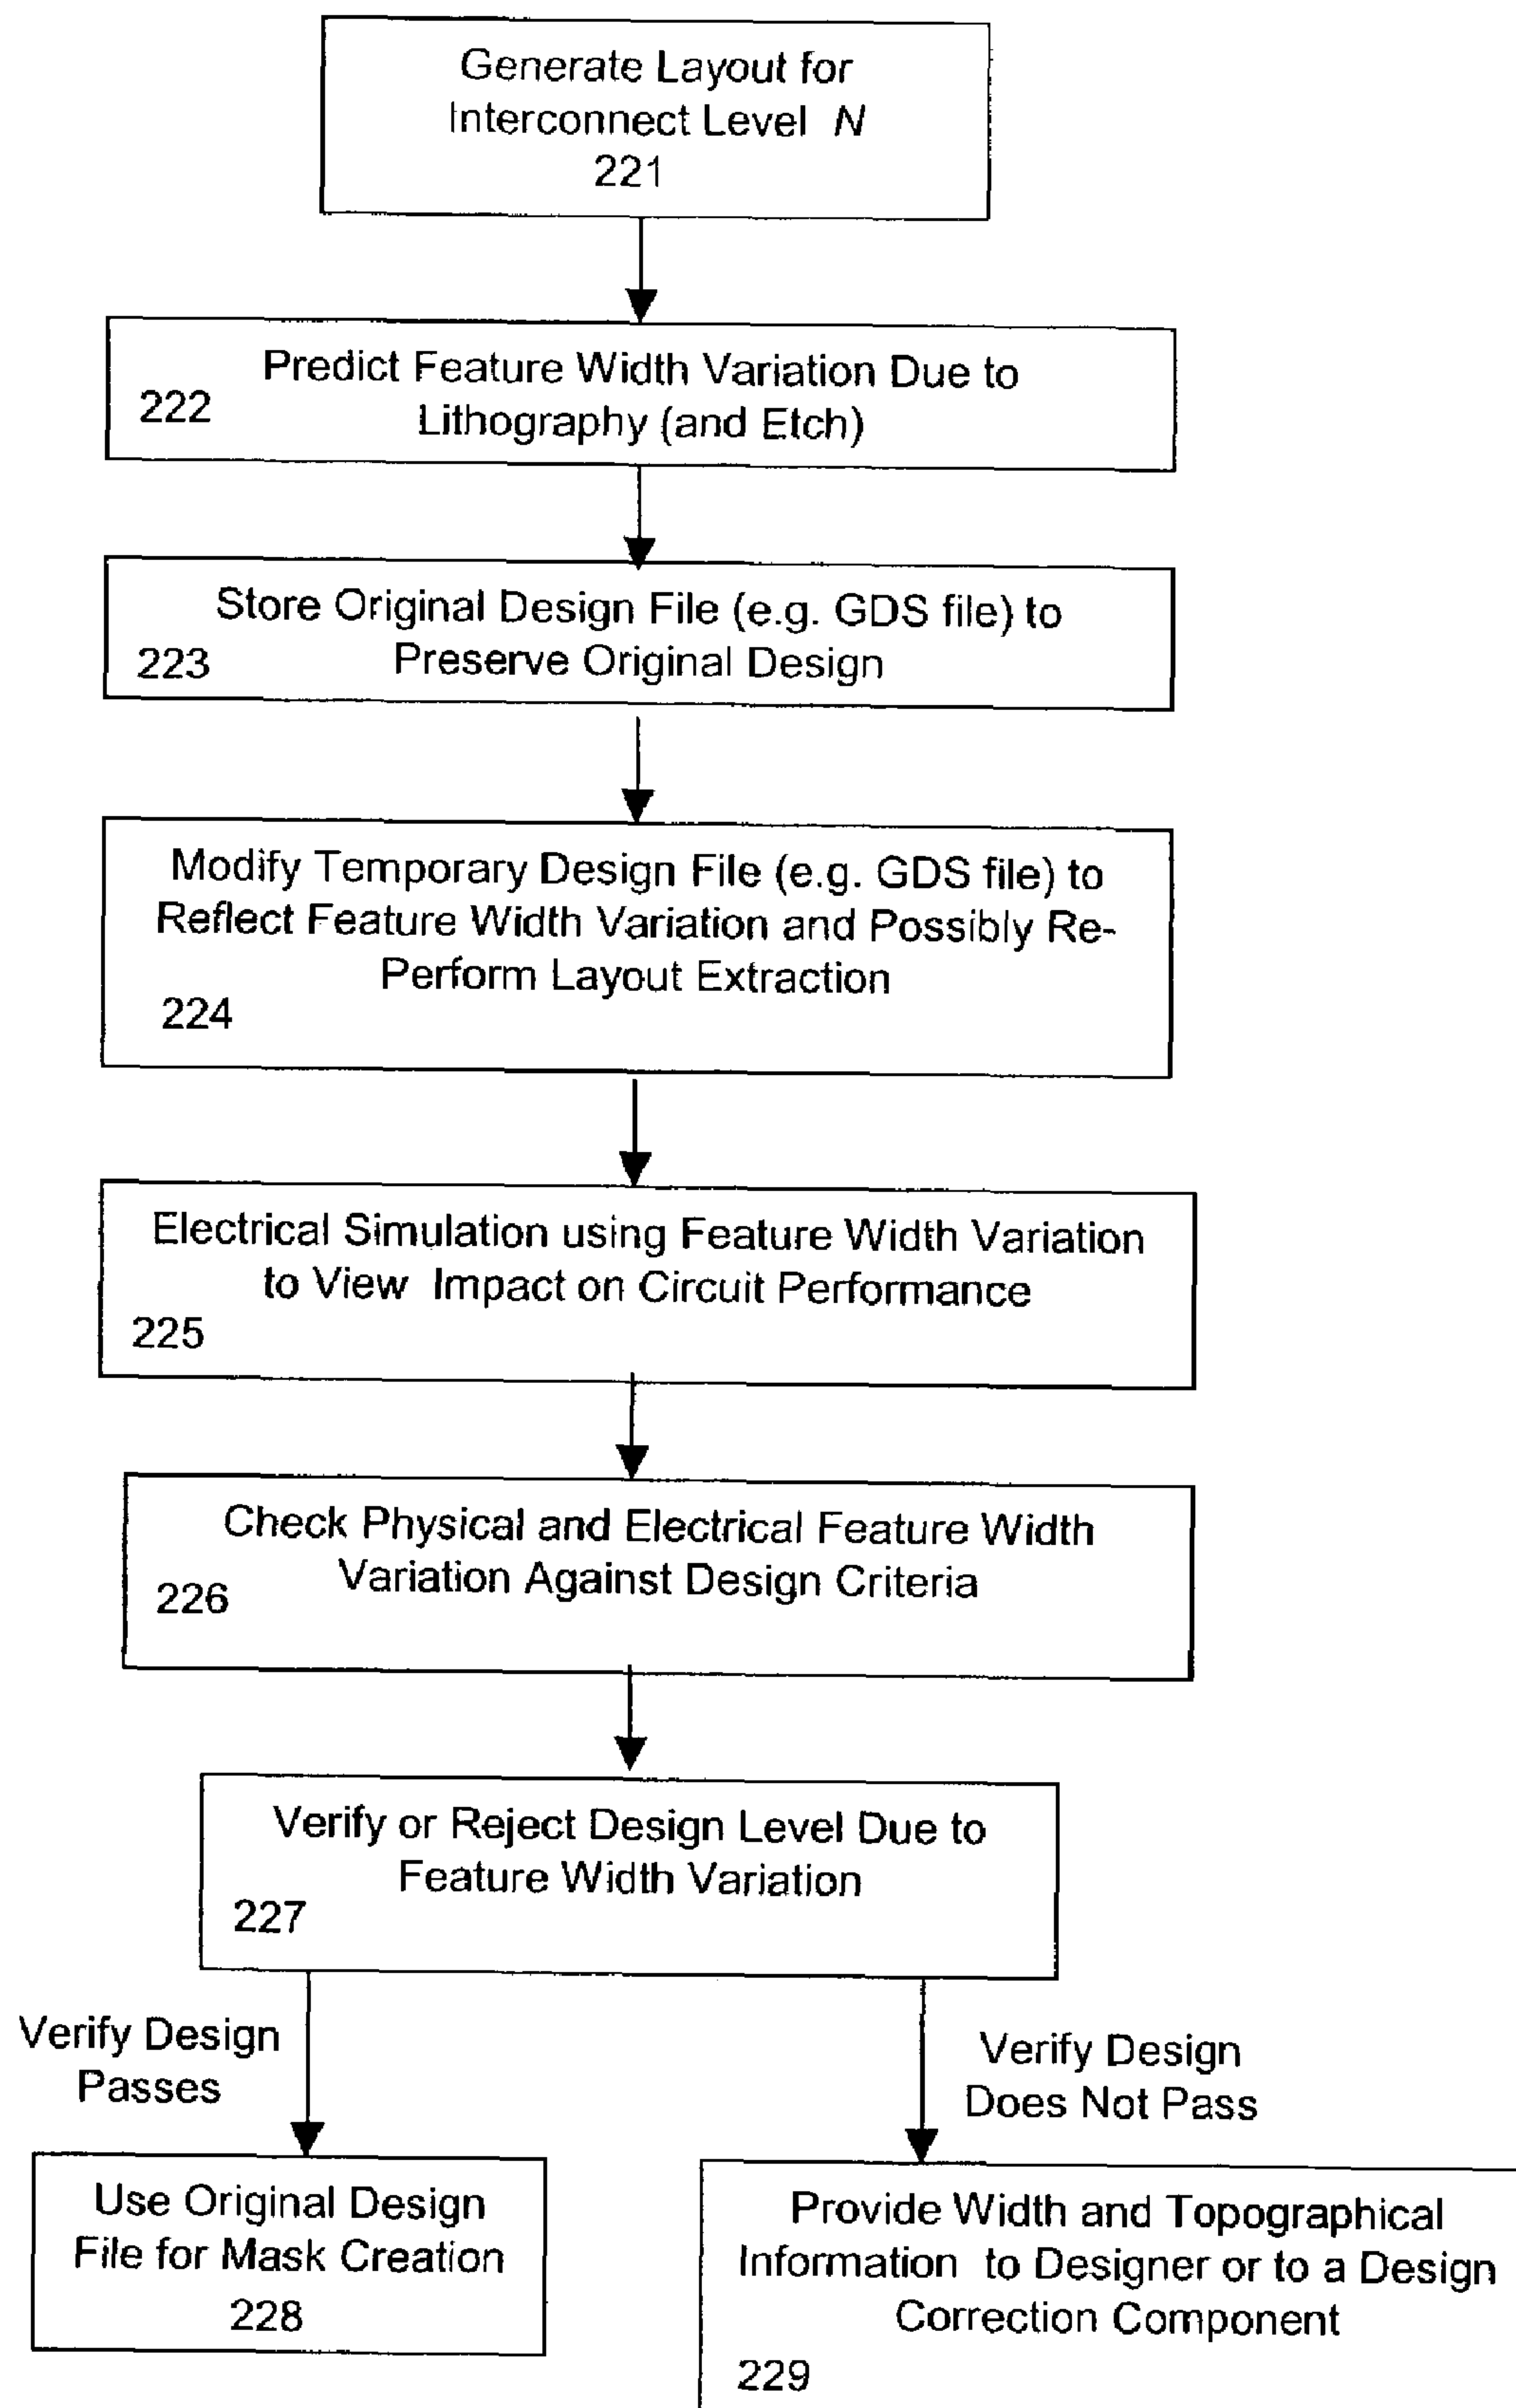 Generate Layout for
Interconnect Level N
221
Predict Feature Width Variation Due to
Lithography (and Etch)
222
Store Original Design File (e.g. GDS file) to
Preserve Original Design
223
Modify Temporary Design File (e.g. GDS file) to
Reflect Feature Width Variation and Possibly Re-
Perform Layout Extraction
224
Electrical Simulation using Feature Width Variation
to View Impact on Circuit Performance
225
Check Physical and Electrical Feature Width
Variation Against Design Criteria
226
Verify or Reject Design Level Due to
Feature Width Variation
227
Verify Design
Passes
Verify Design
Does Not Pass
Use Original Design
File for Mask Creation
228
Provide Width and Topographical
Information to Designer or to a Design
Correction Component
229